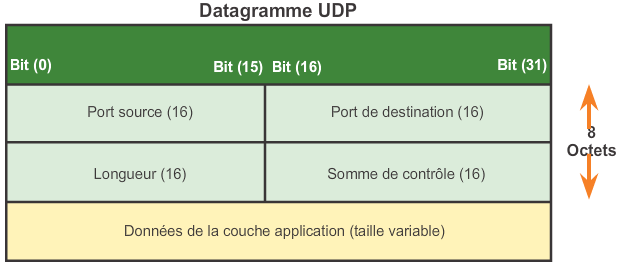 Datagramme UDP
Bit (0) Bit (15) Bit (16) Bit (31)
Port source (16) Port de destination (16)
8
Octets
Longueur (16) Somme de contrôle (16)
Données de la couche application (taille variable)